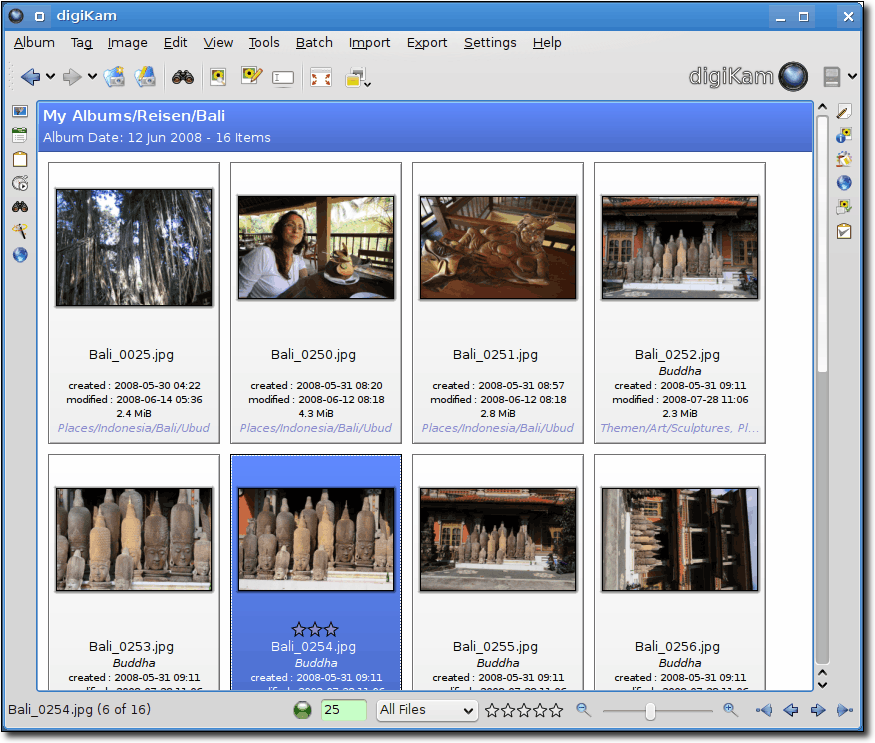 digiKam
Album Tag Image Edit View Tools Batch Import Export Settings Help
digiKam
My Albums/Reisen/Bali
Album Date: 12 Jun 2008 - 16 Items
Bali_0025.jpg
created : 2008-05-30 04:22
modified : 2008-06-14 05:36
2.4 MiB
Places/Indonesia/Bali/Ubud
Bali_0250.jpg
created : 2008-05-31 08:20
modified : 2008-06-12 08:18
4.3 MiB
Places/Indonesia/Bali/Ubud
Bali_0251.jpg
created : 2008-05-31 08:57
modified : 2008-06-12 08:18
2.8 MiB
Places/Indonesia/Bali/Ubud
Bali_0252.jpg
Buddha
created : 2008-05-31 09:11
modified : 2008-07-28 11:06
2.3 MiB
Themen/Art/Sculptures, Pl...
Bali_0253.jpg
Buddha
created : 2008-05-31 09:11
Bali_0254.jpg
Buddha
created : 2008-05-31 09:11
Bali_0255.jpg
Buddha
created : 2008-05-31 09:11
Bali_0256.jpg
Buddha
created : 2008-05-31 09:11
Bali_0254.jpg (6 of 16)
25
All Files